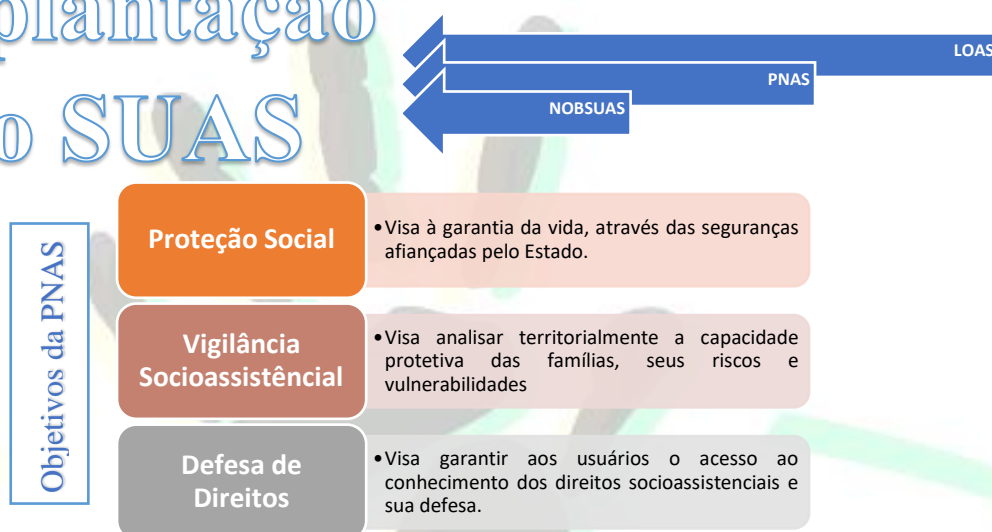 plantação
o SUAS
LOAS
PNAS
NOBSUAS
Objetivos da PNAS
Proteção Social
•Visa à garantia da vida, através das seguranças
afiançadas pelo Estado.
Vigilância
Socioassistêncial
•Visa analisar territorialmente a capacidade
protetiva das famílias, seus riscos e
vulnerabilidades
Defesa de
Direitos
•Visa garantir aos usuários o acesso ao
conhecimento dos direitos socioassistenciais e
sua defesa.